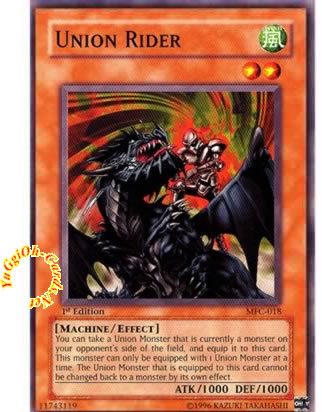 UNION RIDER
風
YuGgiOh-Cards.Net
1st Edition
MFC-018
[MACHINE / EFFECT]
You can take a Union Monster that is currently a monster on
your opponent's side of the field, and equip it to this card.
This monster can only be equipped with 1 Union Monster at a
time. The Union Monster that is equipped to this card cannot
be changed back to a monster by its own effect.
ATK/1000 DEF/1000
11743119
©1996 KAZUKI TAKAHASHI